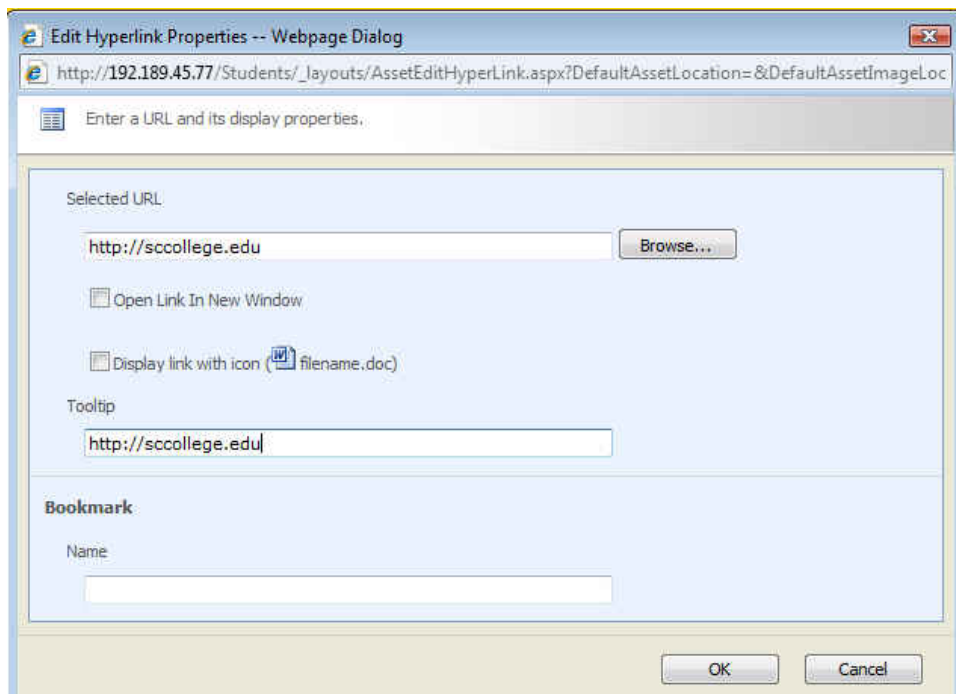 Edit Hyperlink Properties -- Webpage Dialog
http://192.189.45.77/Students/_layouts/AssetEditHyperLink.aspx?DefaultAssetLocation=&DefaultAssetImageLoc
Enter a URL and its display properties.
Selected URL
http://sccollege.edu Browse...
Open Link In New Window
Display link with icon (filename.doc)
Tooltip
http://sccollege.edu
Bookmark
Name
OK Cancel